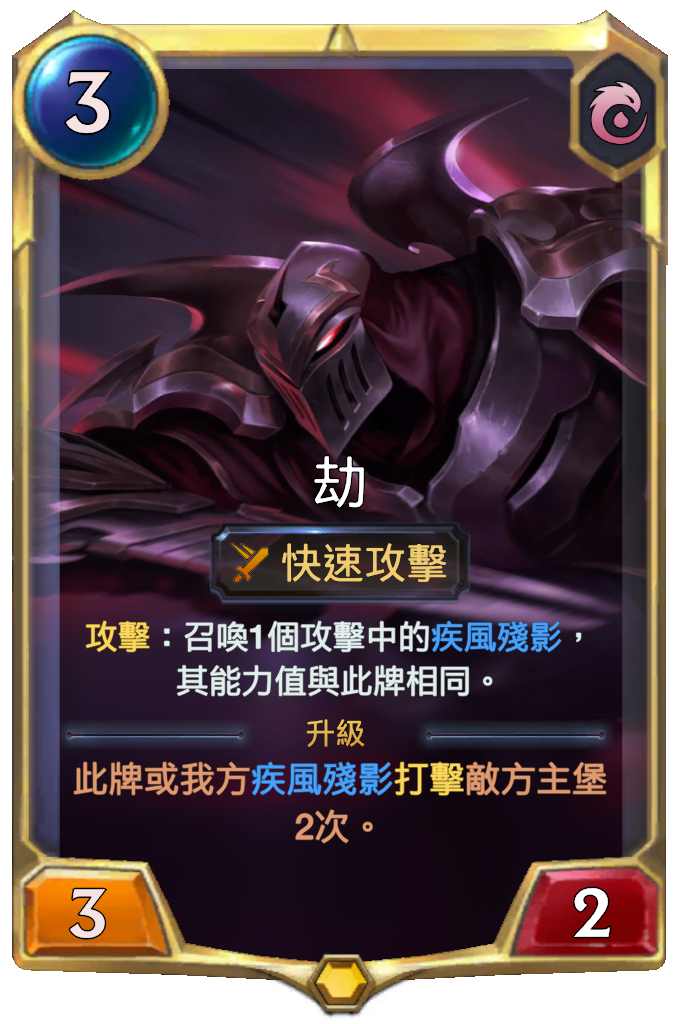 3
劫
快速攻擊
攻擊：召喚1個攻擊中的疾風殘影，
其能力值與此牌相同。
升級
此牌或我方疾風殘影打擊敵方主堡
2次。
3
2